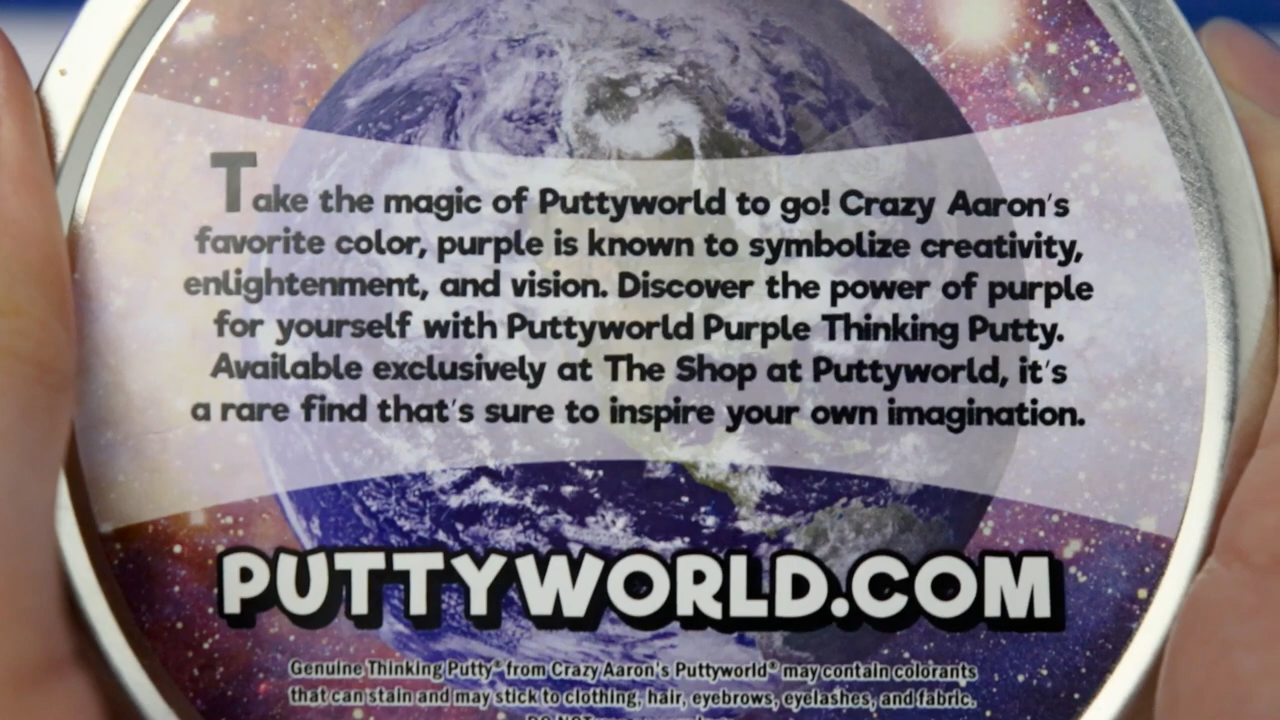 Take the magic of Puttyworld to go! Crazy Aaron's
favorite color, purple is known to symbolize creativity,
enlightenment, and vision. Discover the power of purple
for yourself with Puttyworld Purple Thinking Putty.
Available exclusively at The Shop at Puttyworld, it's
a rare find that's sure to inspire your own imagination.
PUTTYWORLD.COM
Genuine Thinking Putty® from Crazy Aaron's Puttyworld® may contain colorants
that can stain and may stick to clothing, hair, eyebrows, eyelashes, and fabric.
DO NOT